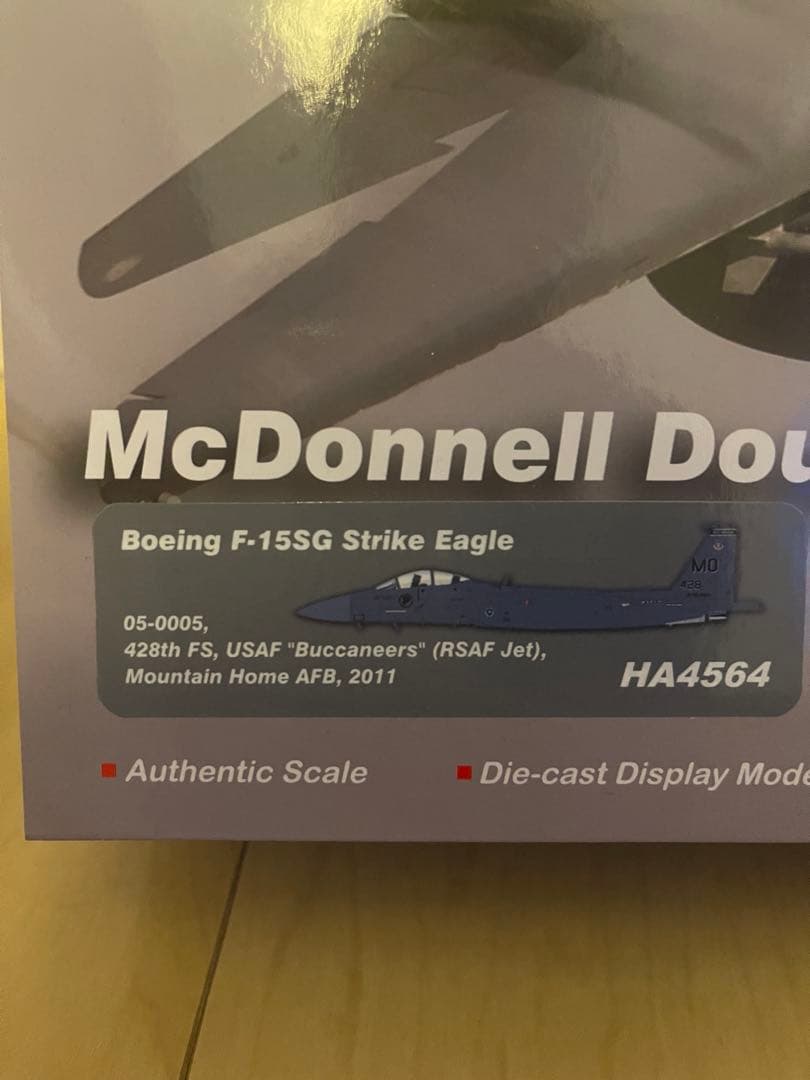 McDonnell Dou
Boeing F-15SG Strike Eagle
MO
428
05-0005,
428th FS, USAF "Buccaneers" (RSAF Jet),
Mountain Home AFB, 2011
HA4564
Authentic Scale
Die-cast Display Mode